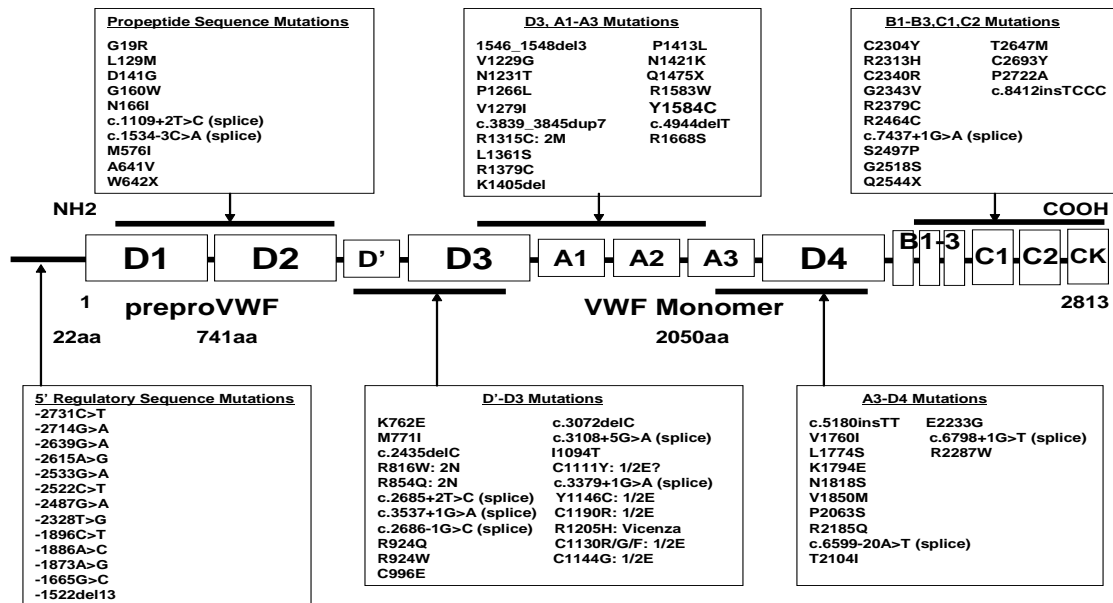 Propeptide Sequence Mutations
G19R
L129M
D141G
G160W
N166I
c.1109+2T>C (splice)
c.1534-3C>A (splice)
M576I
A641V
W642X
D3, A1-A3 Mutations
1546_1548del3
V1229G
N1231T
P1266L
V1279I
c.3839_3845dup7
R1315C: 2M
L1361S
R1379C
K1405del
P1413L
N1421K
Q1475X
R1583W
Y1584C
c.4944delT
R1668S
B1-B3,C1,C2 Mutations
C2304Y
R2313H
C2340R
G2343V
R2379C
R2464C
c.7437+1G>A (splice)
S2497P
G2518S
Q2544X
T2647M
C2693Y
P2722A
c.8412insTCCC
NH2
COOH
D1
D2
D'
D3
A1
A2
A3
D4
B1-3
C1
C2
CK
1
preproVWF
VWF Monomer
2813
22aa
741aa
2050aa
5' Regulatory Sequence Mutations
-2731C>T
-2714G>A
-2639G>A
-2615A>G
-2533G>A
-2522C>T
-2487G>A
-2328T>G
-1896C>T
-1886A>C
-1873A>G
-1665G>C
-1522del13
D'-D3 Mutations
K762E
M771I
c.2435delC
R816W: 2N
R854Q: 2N
c.2685+2T>C (splice)
c.3537+1G>A (splice)
c.2686-1G>C (splice)
R924Q
R924W
C996E
c.3072delC
c.3108+5G>A (splice)
I1094T
C1111Y: 1/2E?
c.3379+1G>A (splice)
Y1146C: 1/2E
C1190R: 1/2E
R1205H: Vicenza
C1130R/G/F: 1/2E
C1144G: 1/2E
A3-D4 Mutations
c.5180insTT
V1760I
L1774S
K1794E
N1818S
V1850M
P2063S
R2185Q
c.6599-20A>T (splice)
T2104I
E2233G
c.6798+1G>T (splice)
R2287W